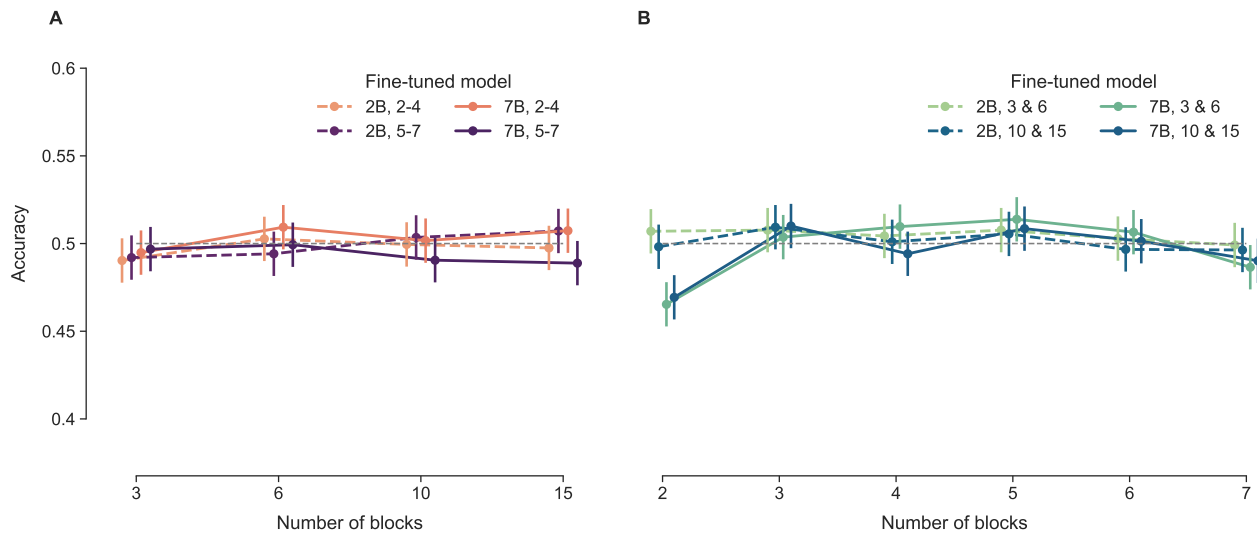 A
B
0.6
0.55
0.5
0.45
0.4
Accuracy
Fine-tuned model
2B, 2-4
7B, 2-4
2B, 5-7
7B, 5-7
3
6
10
15
Number of blocks
Fine-tuned model
2B, 3 & 6
7B, 3 & 6
2B, 10 & 15
7B, 10 & 15
2
3
4
5
6
7
Number of blocks